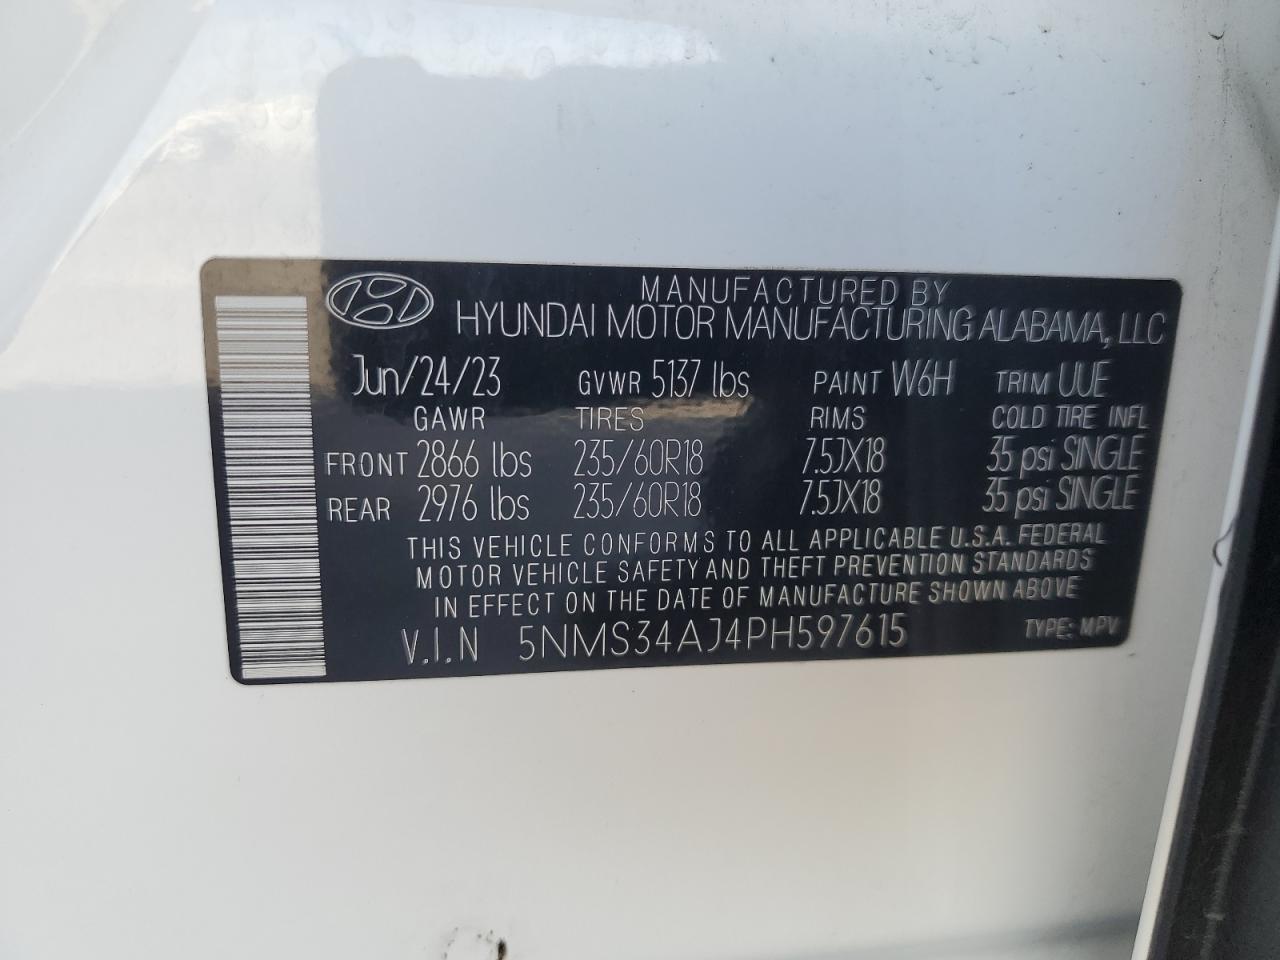 MANUFACTURED BY
HYUNDAI MOTOR MANUFACTURING ALABAMA, LLC
Jun/24/23 GVWR 5137 lbs PAINT W6H TRIM UUE
GAWR TIRES RIMS COLD TIRE INFL
FRONT 2866 lbs 235/60R18 7.5JX18 35 psi SINGLE
REAR 2976 lbs 235/60R18 7.5JX18 35 psi SINGLE
THIS VEHICLE CONFORMS TO ALL APPLICABLE U.S.A. FEDERAL
MOTOR VEHICLE SAFETY AND THEFT PREVENTION STANDARDS
IN EFFECT ON THE DATE OF MANUFACTURE SHOWN ABOVE
V.I.N 5NMS34AJ4PH597615 TYPE: MPV